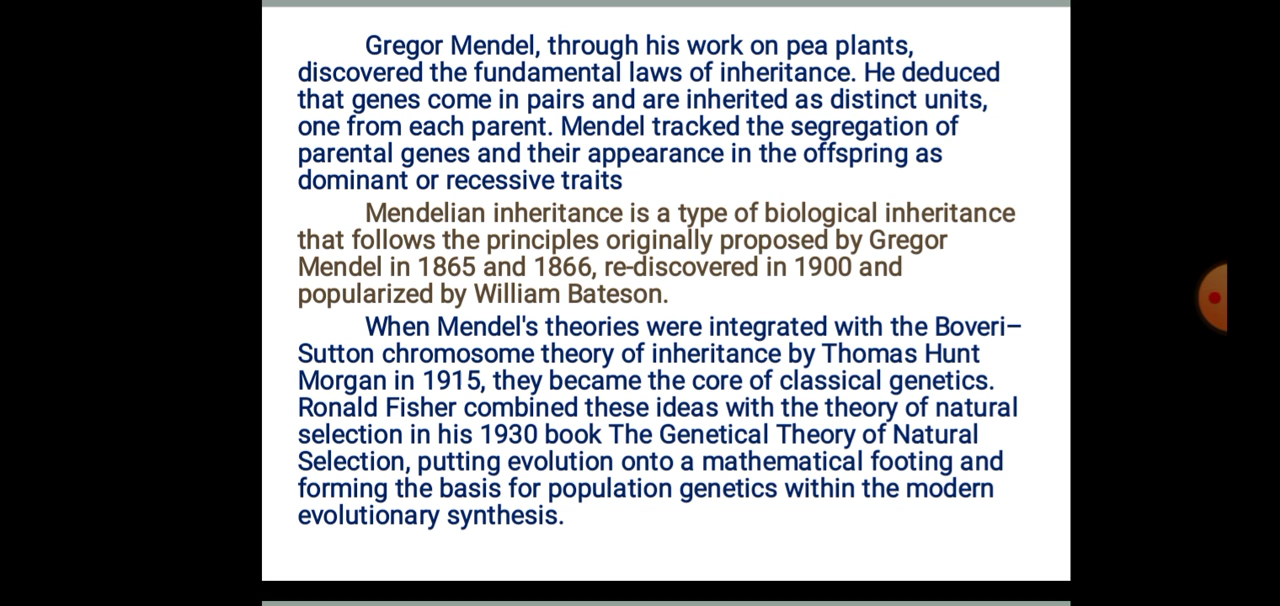 Gregor Mendel, through his work on pea plants,
discovered the fundamental laws of inheritance. He deduced
that genes come in pairs and are inherited as distinct units,
one from each parent. Mendel tracked the segregation of
parental genes and their appearance in the offspring as
dominant or recessive traits
Mendelian inheritance is a type of biological inheritance
that follows the principles originally proposed by Gregor
Mendel in 1865 and 1866, re-discovered in 1900 and
popularized by William Bateson.
When Mendel's theories were integrated with the Boveri–
Sutton chromosome theory of inheritance by Thomas Hunt
Morgan in 1915, they became the core of classical genetics.
Ronald Fisher combined these ideas with the theory of natural
selection in his 1930 book The Genetical Theory of Natural
Selection, putting evolution onto a mathematical footing and
forming the basis for population genetics within the modern
evolutionary synthesis.